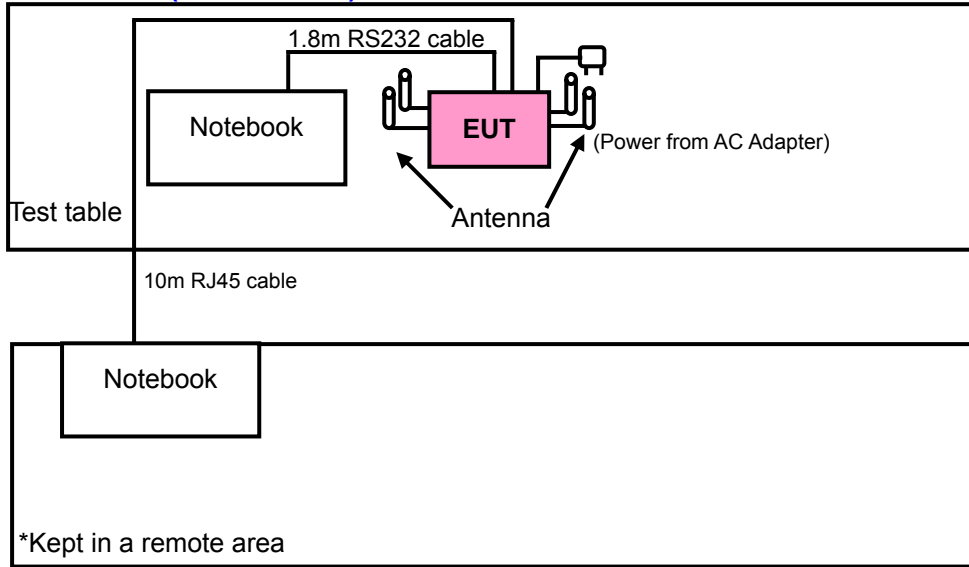 1.8m RS232 cable
Notebook
EUT
(Power from AC Adapter)
Test table
Antenna
10m RJ45 cable
Notebook
*Kept in a remote area